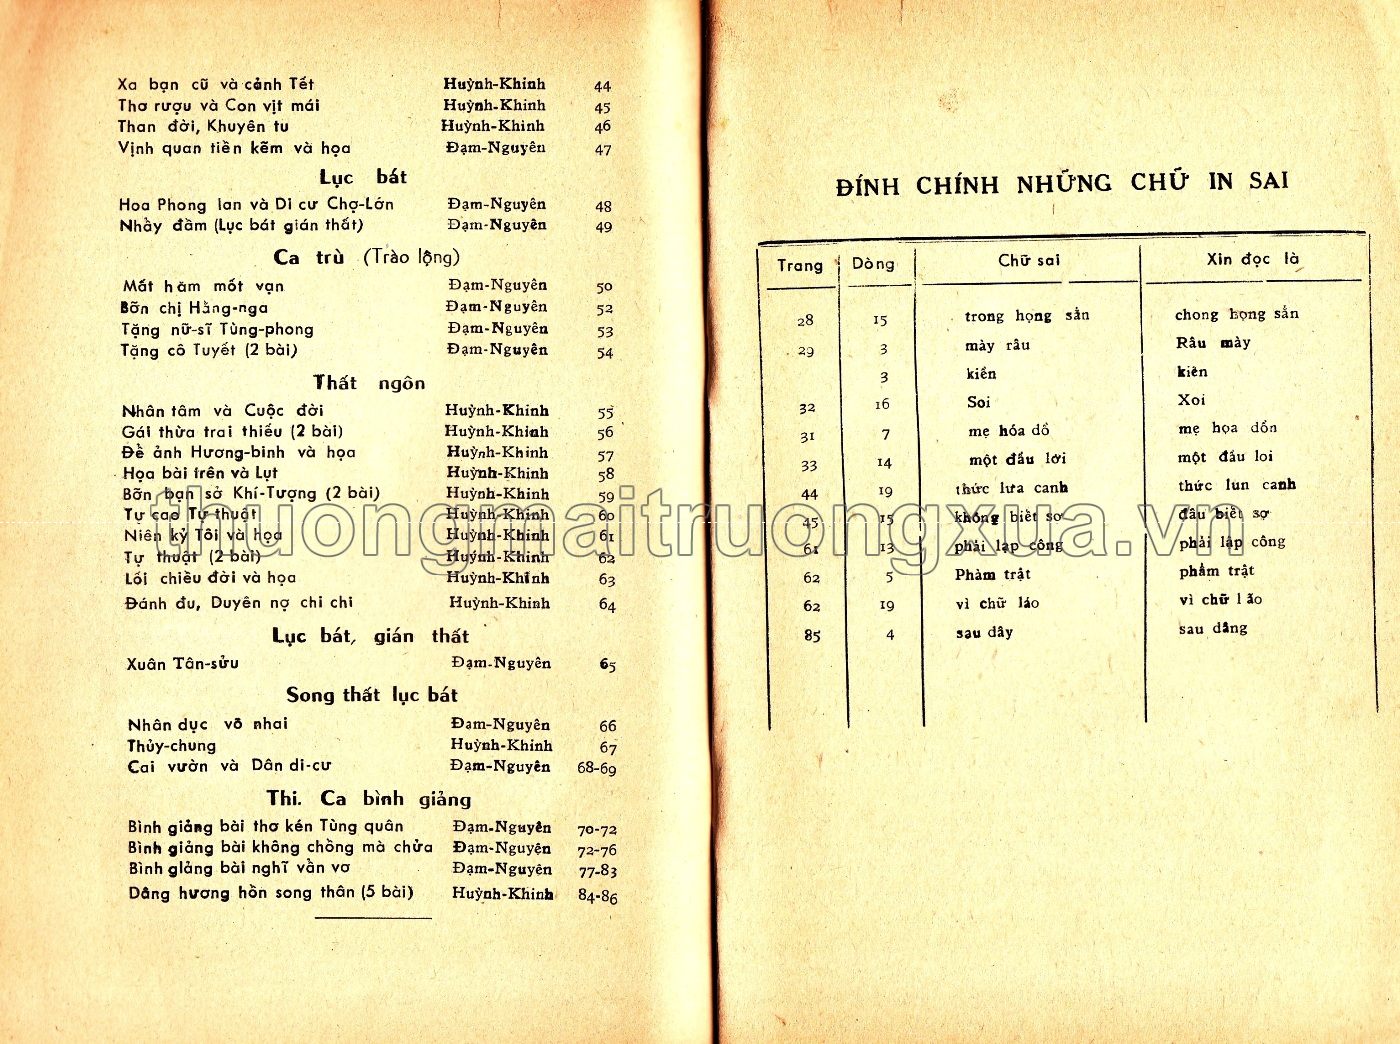 Xa bạn cũ và cảnh Tết Huỳnh-Khinh 44
Thơ rượu và Con vịt mái Huỳnh-Khinh 45
Than đời, Khuyên tu Huỳnh-Khinh 46
Vịnh quan tiền kẽm và họa Đạm-Nguyên 47
Lục bát
Hoa Phong lan và Di cư Chợ-Lớn Đạm-Nguyên 48
Nhầy đầm (Lục bát gián thất) Đạm-Nguyên 49
Ca trù (Trào lộng)
Mất hăm mốt vạn Đạm-Nguyên 50
Bỡn chị Hằng-nga Đạm-Nguyên 52
Tặng nữ-sĩ Tùng-phong Đạm-Nguyên 53
Tặng cô Tuyết (2 bài) Đạm-Nguyên 54
Thất ngôn
Nhân tâm và Cuộc đời Huỳnh-Khinh 55
Gái thừa trai thiếu (2 bài) Huỳnh-Khinh 56
Đề ảnh Hương-bình và họa Huỳnh-Khinh 57
Họa bài trên và Lụt Huỳnh-Khinh 58
Bỡn bạn sở Khí-Tượng (2 bài) Huỳnh-Khinh 59
Tự cao Tự thuật Huỳnh-Khinh 60
Niên kỷ Tôi và họa Huỳnh-Khinh 61
Tự thuật (2 bài) Huỳnh-Khinh 62
Lối chiều đời và họa Huỳnh-Khinh 63
Đánh đu, Duyên nợ chi chi Huỳnh-Khinh 64
Lục bát, gián thất
Xuân Tân-sửu Đạm-Nguyên 65
Song thất lục bát
Nhân dục vô nhai Đạm-Nguyên 66
Thủy-chung Huỳnh-Khinh 67
Cai vườn và Dân di-cư Đạm-Nguyên 68-69
Thi. Ca bình giảng
Bình giảng bài thơ kén Tùng quân Đạm-Nguyên 70-72
Bình giảng bài không chồng mà chửa Đạm-Nguyện 72-76
Bình giảng bài nghĩ vẩn vơ Đạm-Nguyên 77-83
Dâng hương hồn song thân (5 bài) Huỳnh-Khinh 84-86
ĐÍNH CHÍNH NHỮNG CHỮ IN SAI
Trang Dòng Chữ sai Xin đọc là
28 15 trong họng sẳn chong họng sẳn
29 3 mày râu Râu mày
3 kiến kiên
32 16 Soi Xoi
31 7 mẹ hóa dồ mẹ họa dồn
33 14 một đấu lơi một đấu loi
44 19 thức lưa canh thức lun canh
45 15 không biết sơ đâu biết sợ
61 13 phải lạp công phải lập công
62 5 Phàm trật phẩm trật
62 19 vì chữ láo vì chữ lão
85 4 sau dây sau dâng
thuongmaitruongxua.vn